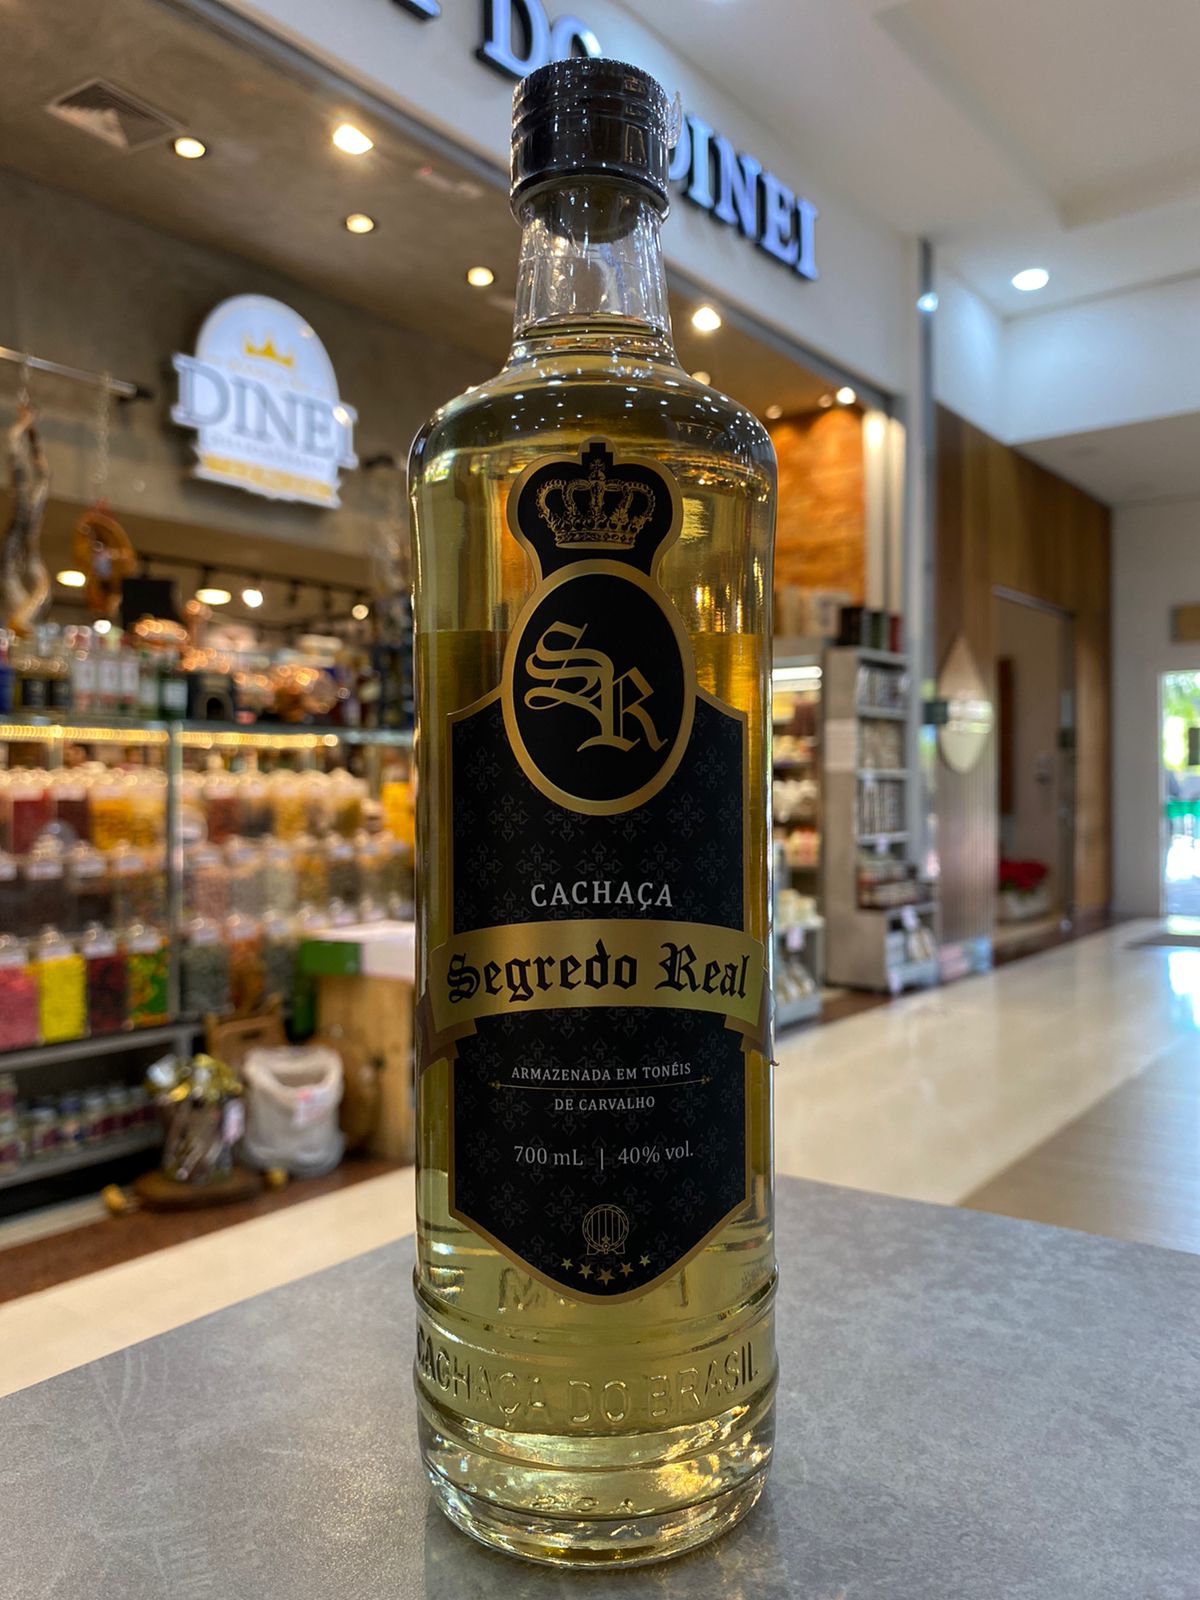 DO
DINEI
DINEI
SR
CACHAÇA
Segredo Real
ARMAZENADA EM TONÉIS
DE CARVALHO
700 mL | 40% vol.
CACHAÇA DO BRASIL